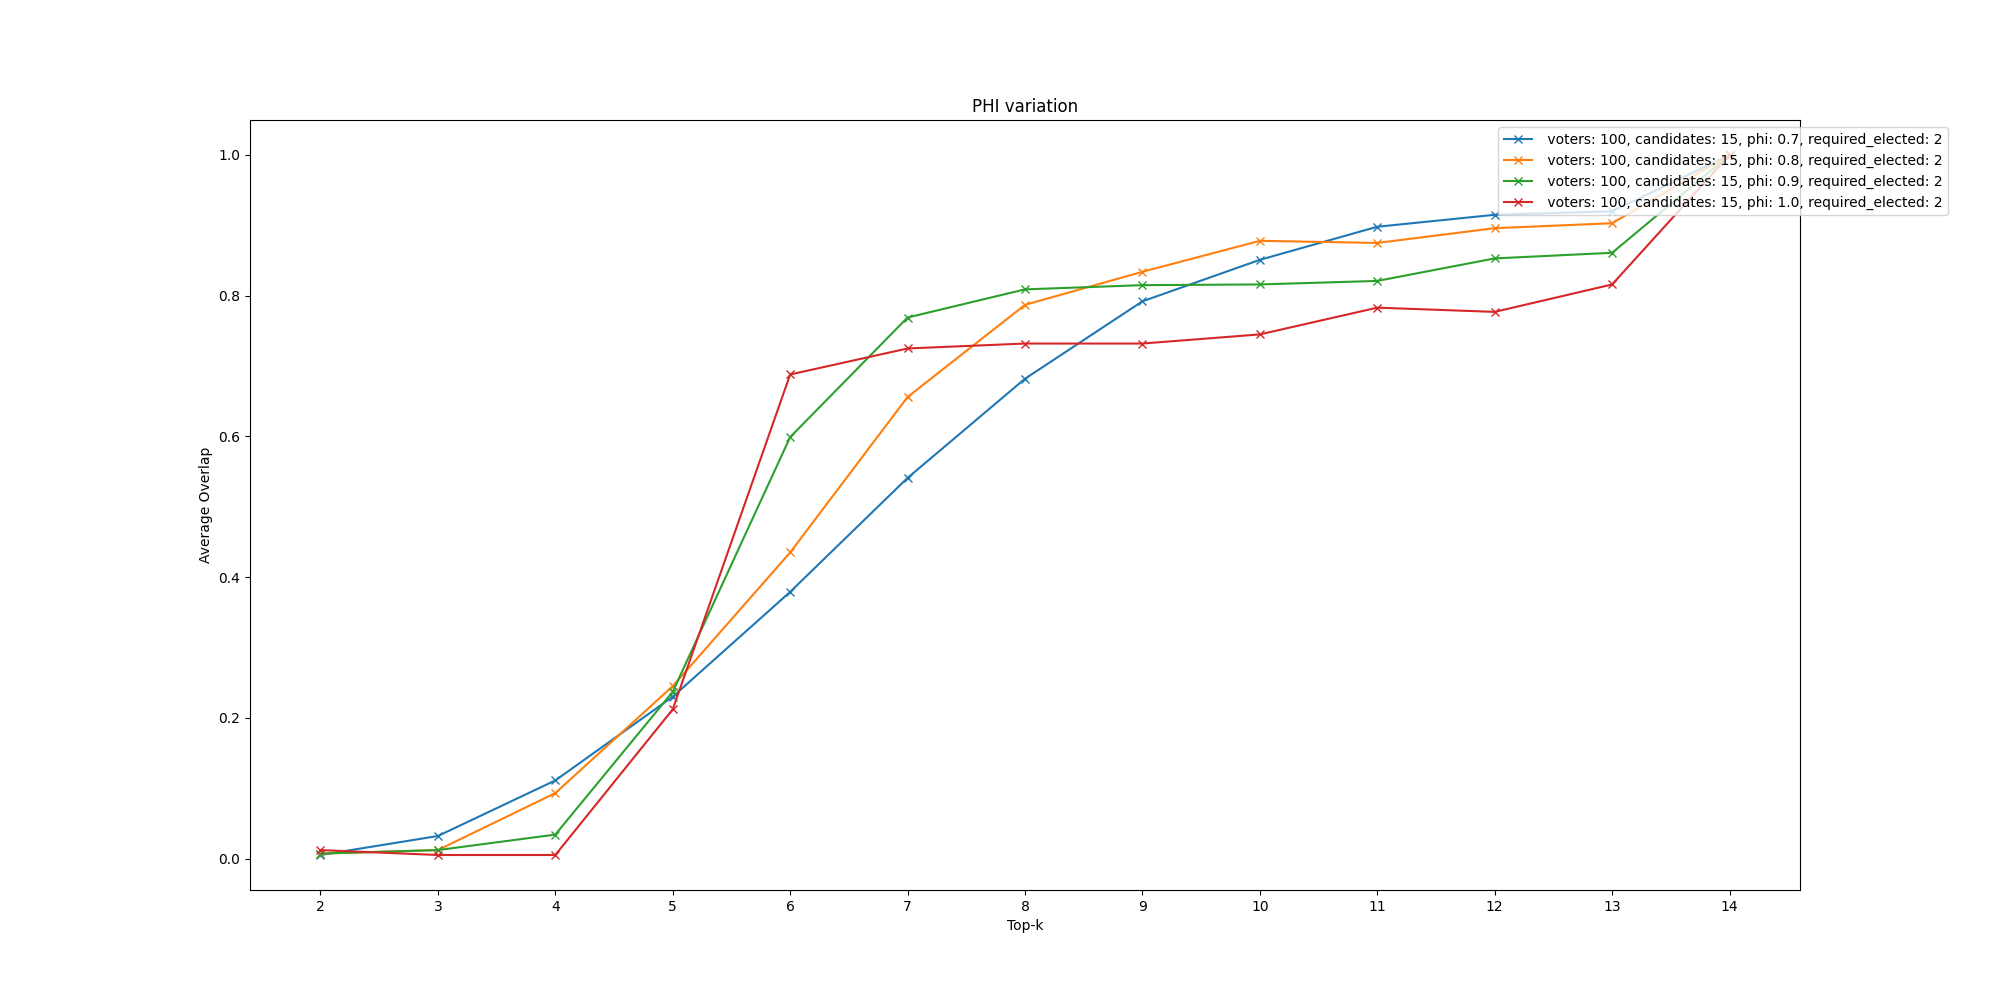 PHI variation
voters: 100, candidates: 15, phi: 0.7, required_elected: 2
voters: 100, candidates: 15, phi: 0.8, required_elected: 2
voters: 100, candidates: 15, phi: 0.9, required_elected: 2
voters: 100, candidates: 15, phi: 1.0, required_elected: 2
1.0
0.8
0.6
0.4
0.2
0.0
Average Overlap
2 3 4 5 6 7 8 9 10 11 12 13 14
Top-k